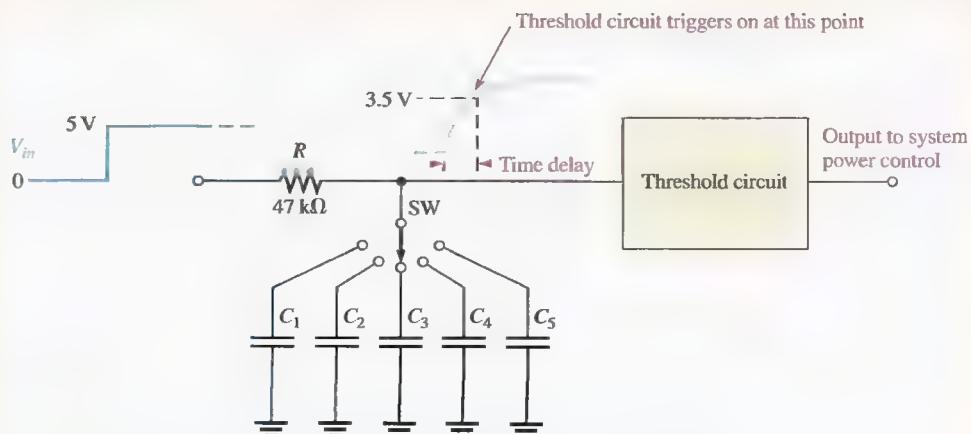 Threshold circuit triggers on at this point
3.5 V
5 V
V_in
0
R
47 kΩ
Time delay
SW
Threshold circuit
Output to system
power control
C₁
C₂
C₃
C₄
C₅